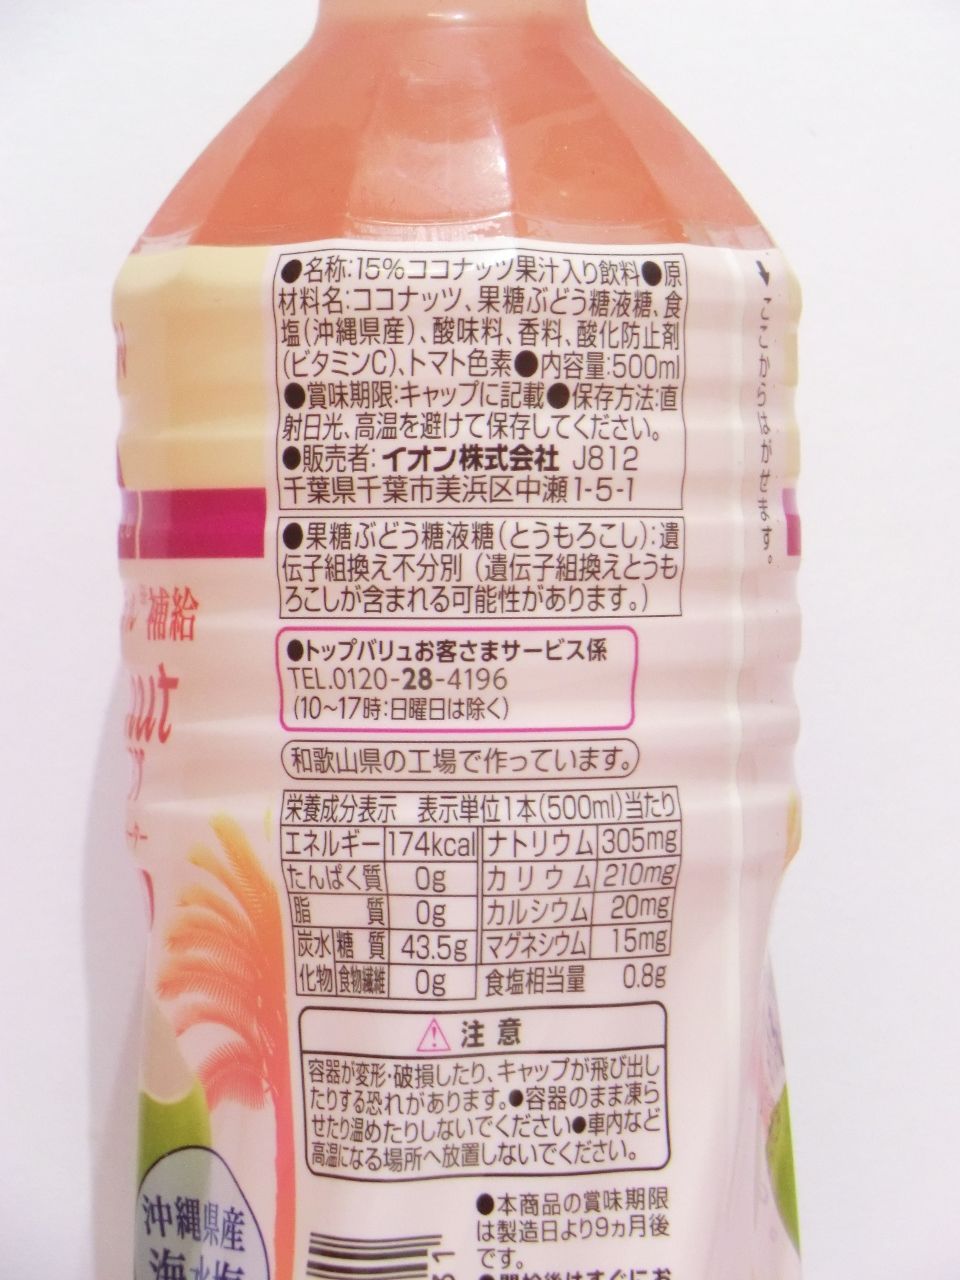 ●名称:15%ココナッツ果汁入り飲料●原
材料名:ココナッツ、果糖ぶどう糖液糖、食
塩(沖縄県産)、酸味料、香料、酸化防止剤
(ビタミンC)、トマト色素●内容量:500ml
●賞味期限:キャップに記載●保存方法:直
射日光、高温を避けて保存してください。
●販売者:イオン株式会社 J812
千葉県千葉市美浜区中瀬1-5-1
●果糖ぶどう糖液糖(とうもろこし):遺
伝子組換え不分別(遺伝子組換えとうも
ろこしが含まれる可能性があります。)
●トップバリュお客さまサービス係
TEL.0120-28-4196
(10~17時:日曜日は除く)
和歌山県の工場で作っています。
栄養成分表示 表示単位1本(500ml)当たり
エネルギー 174kcal ナトリウム 305mg
たんぱく質 0g カリウム 210mg
脂質 0g カルシウム 20mg
炭水化物 糖質 43.5g マグネシウム 15mg
食物繊維 0g 食塩相当量 0.8g
注意
容器が変形・破損したり、キャップが飛び出し
たりする恐れがあります。●容器のまま凍ら
せたり温めたりしないでください●車内など
高温になる場所へ放置しないでください。
●本商品の賞味期限
は製造日より9ヵ月後
です。
●開栓後はすぐにお
ここからはがせます。
補給
沖縄県産
海水塩